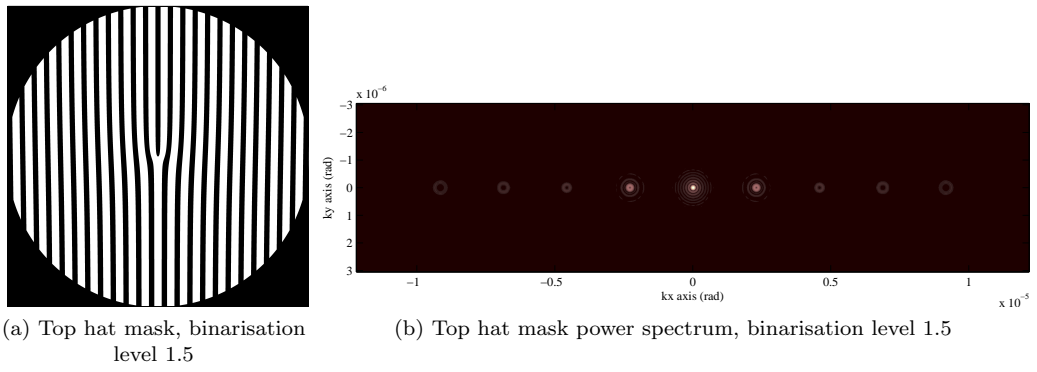 x 10⁻⁶
−3
−2
−1
0
1
2
3
ky axis (rad)
−1 −0.5 0 0.5 1
kx axis (rad)
x 10⁻⁵
(a) Top hat mask, binarisation
level 1.5
(b) Top hat mask power spectrum, binarisation level 1.5